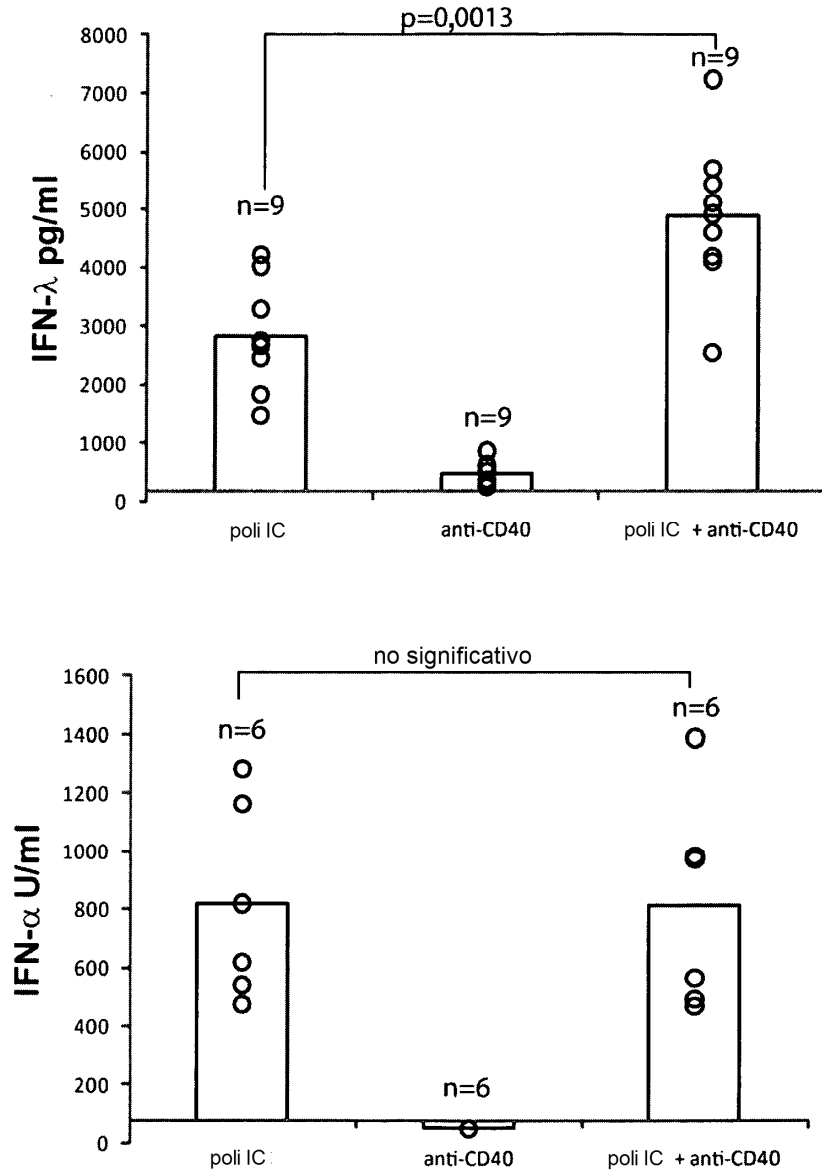 p=0,0013
8000
n=9
7000
6000
n=9
5000
4000
3000
n=9
2000
1000
0
IFN-λ pg/ml
poli IC
anti-CD40
poli IC + anti-CD40
no significativo
1600
n=6
n=6
1400
1200
1000
800
600
400
n=6
200
0
IFN-α U/ml
poli IC
anti-CD40
poli IC + anti-CD40